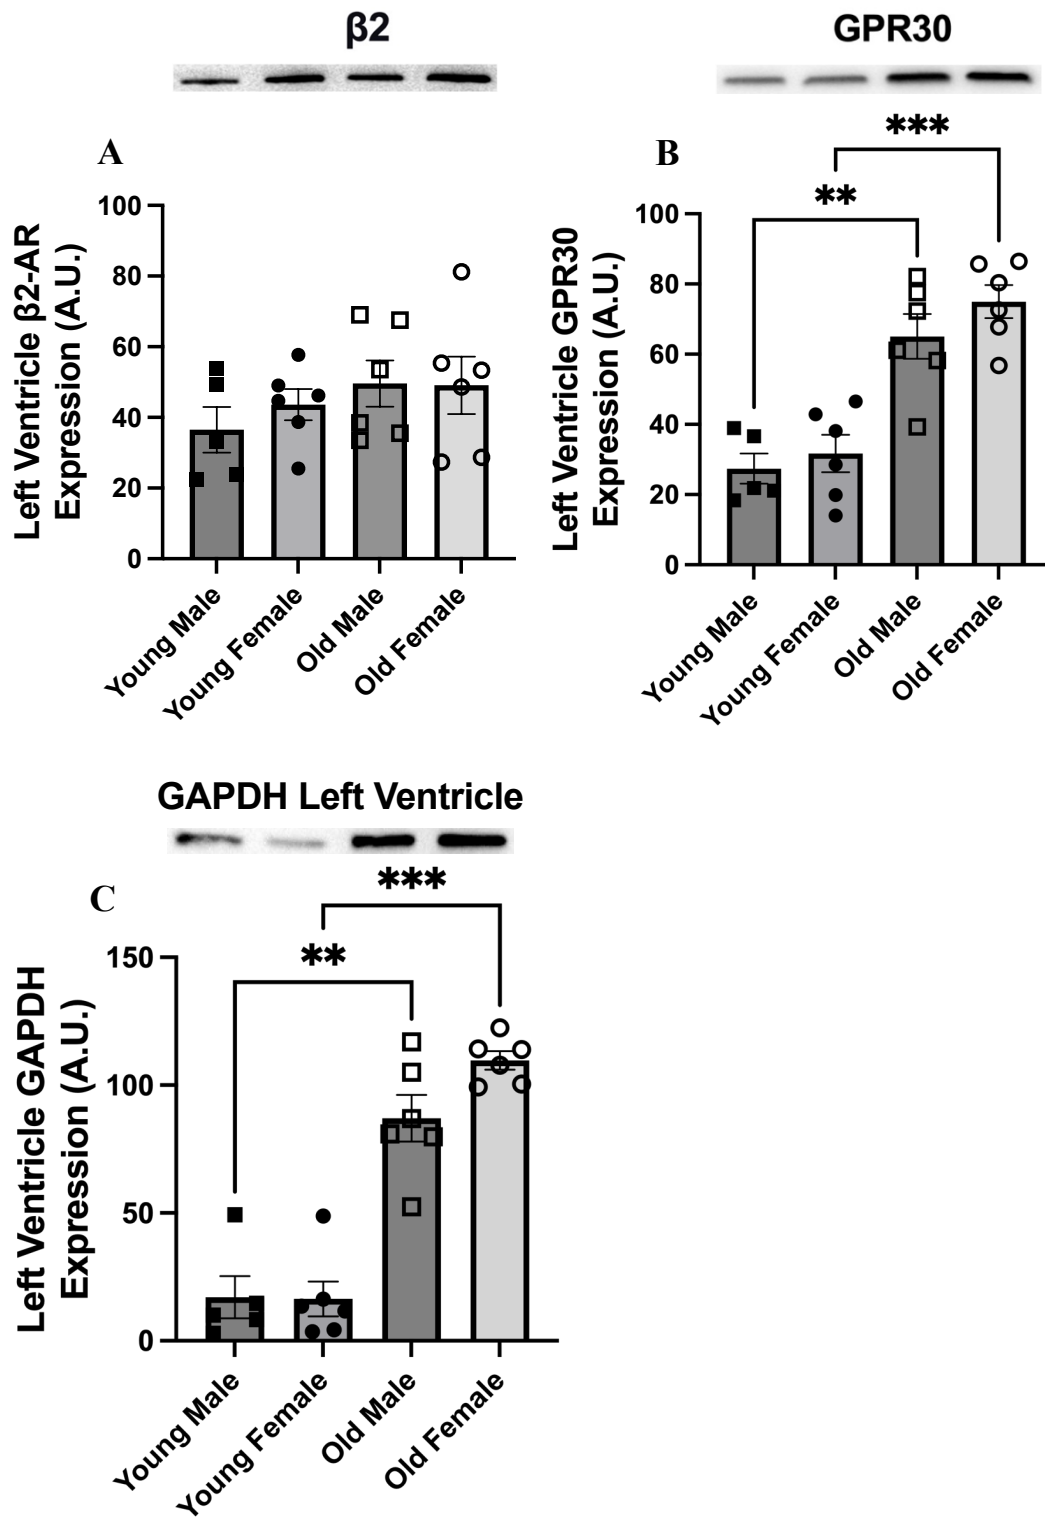 β2
A
Left Ventricle β2-AR
Expression (A.U.)
100
80
60
40
20
0
Young Male
Young Female
Old Male
Old Female
GPR30
B
***
**
Left Ventricle GPR30
Expression (A.U.)
100
80
60
40
20
0
Young Male
Young Female
Old Male
Old Female
GAPDH Left Ventricle
C
***
**
Left Ventricle GAPDH
Expression (A.U.)
150
100
50
0
Young Male
Young Female
Old Male
Old Female